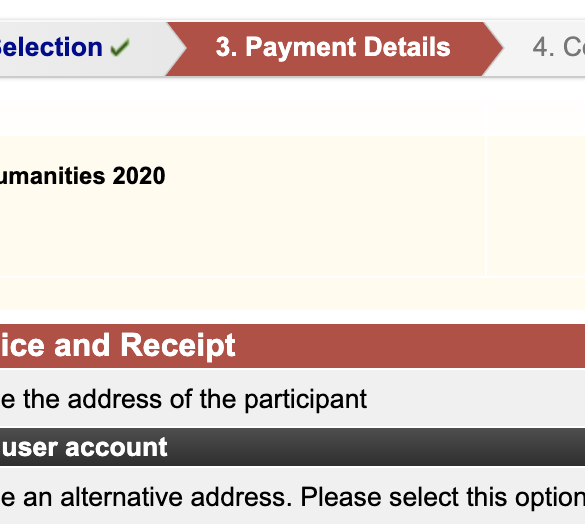 Selection
3. Payment Details
4. C
umanities 2020
ice and Receipt
e the address of the participant
user account
e an alternative address. Please select this option